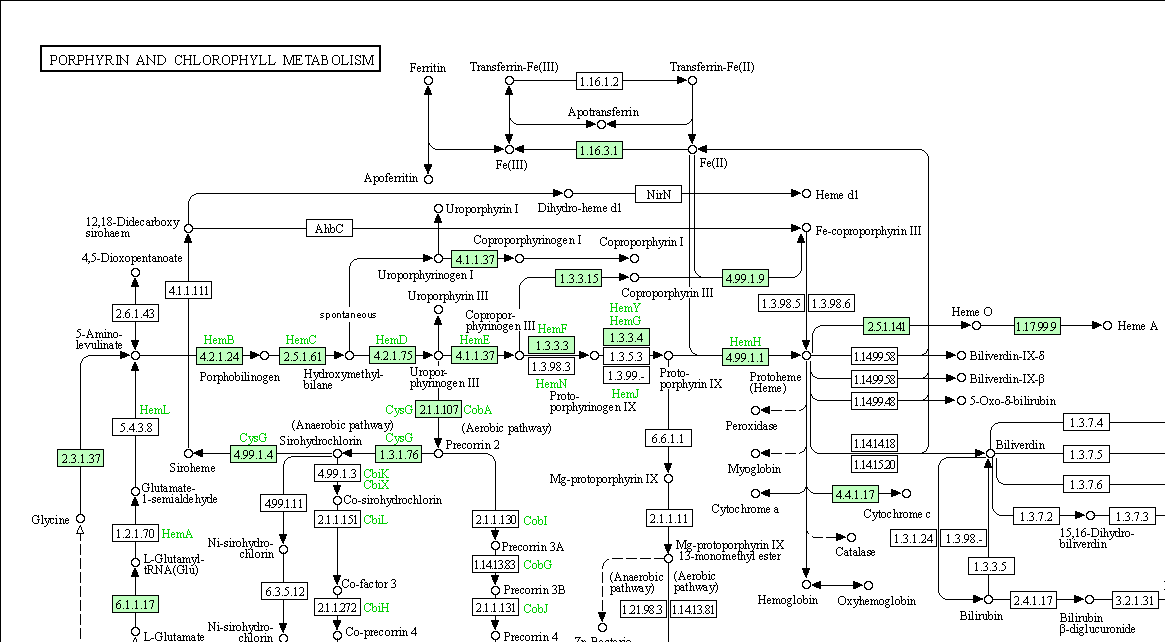 PORPHYRIN AND CHLOROPHYLL METABOLISM
Ferritin
Transferrin-Fe(III)
1.16.1.2
Transferrin-Fe(II)
Apotransferrin
1.16.3.1
Fe(III)
Fe(II)
Apoferritin
Dihydro-heme d1
NirN
Heme d1
12,18-Didecarboxy
sirohaem
AhbC
Uroporphyrin I
Fe-coproporphyrin III
4,5-Dioxopentanoate
4.1.1.111
Uroporphyrinogen I
4.1.1.37
Coproporphyrinogen I
Coproporphyrin I
1.3.3.15
Coproporphyrin III
4.99.1.9
2.6.1.43
Uroporphyrin III
1.3.98.5
1.3.98.6
spontaneous
Copropor-
phyrinogen III
HemY
HemG
Heme O
2.5.1.141
1.17.99.9
Heme A
5-Amino-
levulinate
HemB
4.2.1.24
Porphobilinogen
HemC
2.5.1.61
Hydroxymethyl-
bilane
HemD
4.2.1.75
Uropor-
phyrinogen III
HemE
4.1.1.37
HemF
1.3.3.3
1.3.98.3
HemN
1.3.3.4
1.3.5.3
1.3.99.-
HemJ
Proto-
porphyrinogen IX
Proto-
porphyrin IX
HemH
4.99.1.1
Protoheme
(Heme)
1.14.99.58
Biliverdin-IX-δ
1.14.99.58
Biliverdin-IX-β
1.14.99.48
5-Oxo-δ-bilirubin
HemL
5.4.3.8
CysG
2.1.1.107
CobA
(Anaerobic pathway)
(Aerobic pathway)
Peroxidase
2.3.1.37
Siroheme
CysG
4.99.1.4
Sirohydrochlorin
CysG
1.3.1.76
Precorrin 2
6.6.1.1
1.14.14.18
1.14.15.20
Biliverdin
1.3.7.4
1.3.7.5
1.3.7.6
Myoglobin
4.99.1.3
CbiK
CbiX
Mg-protoporphyrin IX
Glutamate-
1-semialdehyde
4.99.1.11
Co-sirohydrochlorin
Cytochrome a
4.4.1.17
Cytochrome c
Glycine
2.1.1.151
CbiL
2.1.1.130
CobI
2.1.1.11
1.3.7.2
15,16-Dihydro-
biliverdin
1.3.7.3
1.2.1.70
HemA
Ni-sirohydro-
chlorin
Precorrin 3A
Mg-protoporphyrin IX
13-monomethyl ester
Catalase
1.3.1.24
1.3.98.-
L-Glutamyl-
tRNA(Glu)
1.14.13.83
CobG
1.3.3.5
(Anaerobic
pathway)
(Aerobic
pathway)
6.3.5.12
Co-factor 3
Precorrin 3B
Hemoglobin
Oxyhemoglobin
6.1.1.17
2.1.1.272
CbiH
2.1.1.131
CobJ
1.21.98.3
1.14.13.81
Bilirubin
2.4.1.17
Bilirubin
β-diglucuronide
3.2.1.31
L-Glutamate
Ni-sirohydro-
chlorin
Co-precorrin 4
Precorrin 4